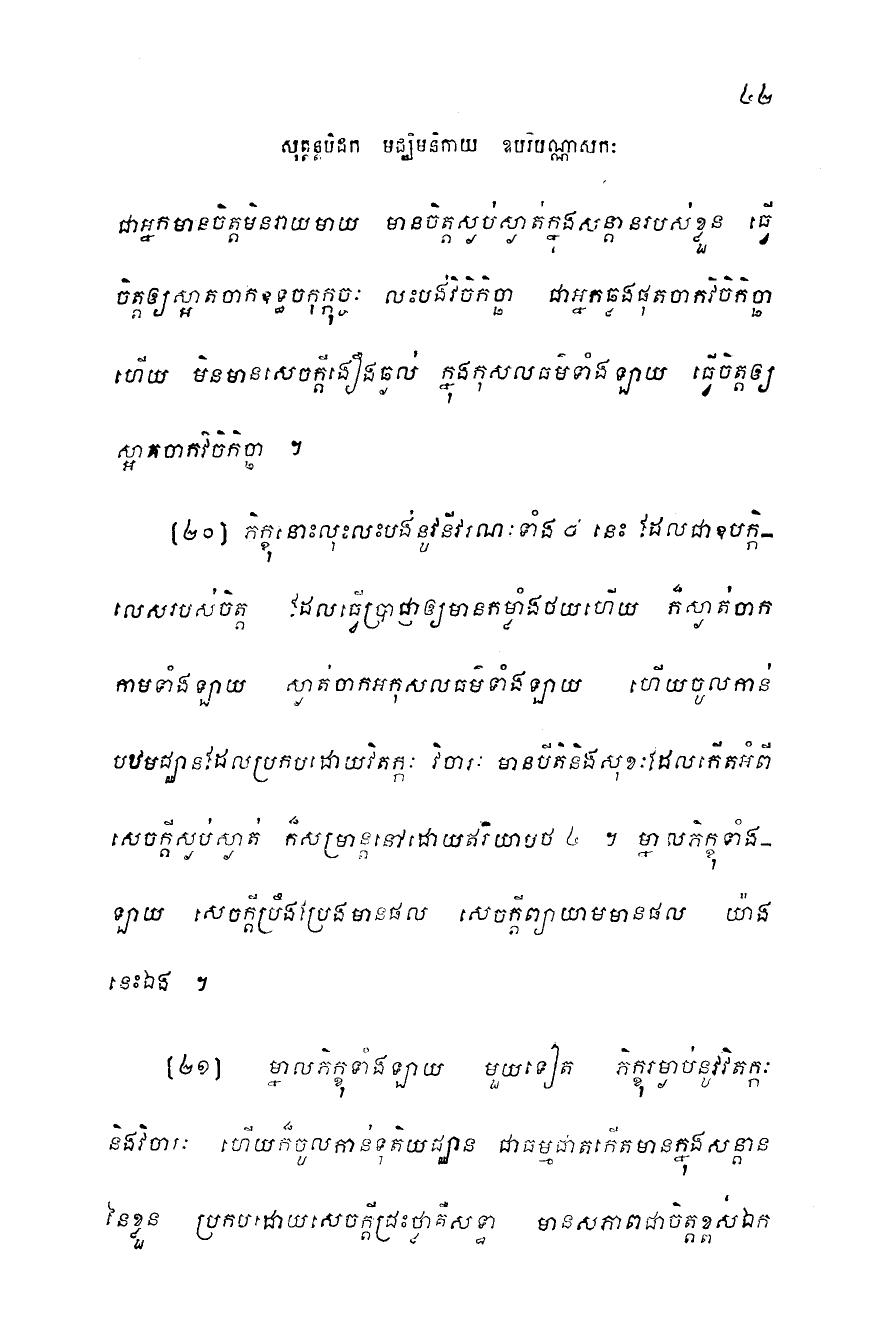 ៤២
សុត្តន្តបិដក មជ្ឈិមនិកាយ ឧបរិបណ្ណាសកៈ
ជាអ្នកមានចិត្តមិនរាយមាយ មានចិត្តស្ងប់ស្ងាត់ក្នុងសន្តានរបស់ខ្លួន ធ្វើ
ចិត្តឲ្យស្អាតចាកឧទ្ធច្ចកុក្កុច្ចៈ លះបង់វិចិកិច្ឆា ជាអ្នកឆ្លងផុតចាកវិចិកិច្ឆា
ហើយ មិនមានសេចក្តីងឿងឆ្ងល់ ក្នុងកុសលធម៌ទាំងឡាយ ធ្វើចិត្តឲ្យ
ស្អាតចាកវិចិកិច្ឆា ។
[៤០] ភិក្ខុនោះលុះលះបង់នូវនីវរណៈទាំង ៥ នេះ ដែលជាឧបក្កិ-
លេសរបស់ចិត្ត ដែលធ្វើប្រាជ្ញាឲ្យមានកម្លាំងថយហើយ ក៏ស្ងាត់ចាក
កាមទាំងឡាយ ស្ងាត់ចាកអកុសលធម៌ទាំងឡាយ ហើយចូលកាន់
បឋមជ្ឈានដែលប្រកបដោយវិតក្កៈ វិចារៈ មានបីតិនិងសុខៈដែលកើតអំពី
សេចក្តីស្ងប់ស្ងាត់ ក៏សម្រាន្តនៅដោយឥរិយាបថ ៤ ។ ម្នាលភិក្ខុទាំង-
ឡាយ សេចក្តីប្រឹងប្រែងមានផល សេចក្តីព្យាយាមមានផល យ៉ាង
នេះឯង ។
[៤១] ម្នាលភិក្ខុទាំងឡាយ មួយទៀត ភិក្ខុរម្ងាប់នូវវិតក្កៈ
និងវិចារៈ ហើយក៏ចូលកាន់ទុតិយជ្ឈាន ជាធម្មជាតកើតមានក្នុងសន្តាន
នៃខ្លួន ប្រកបដោយសេចក្តីជ្រះថ្លាគឺសទ្ធា មានសភាពជាចិត្តខ្ពស់ឯក